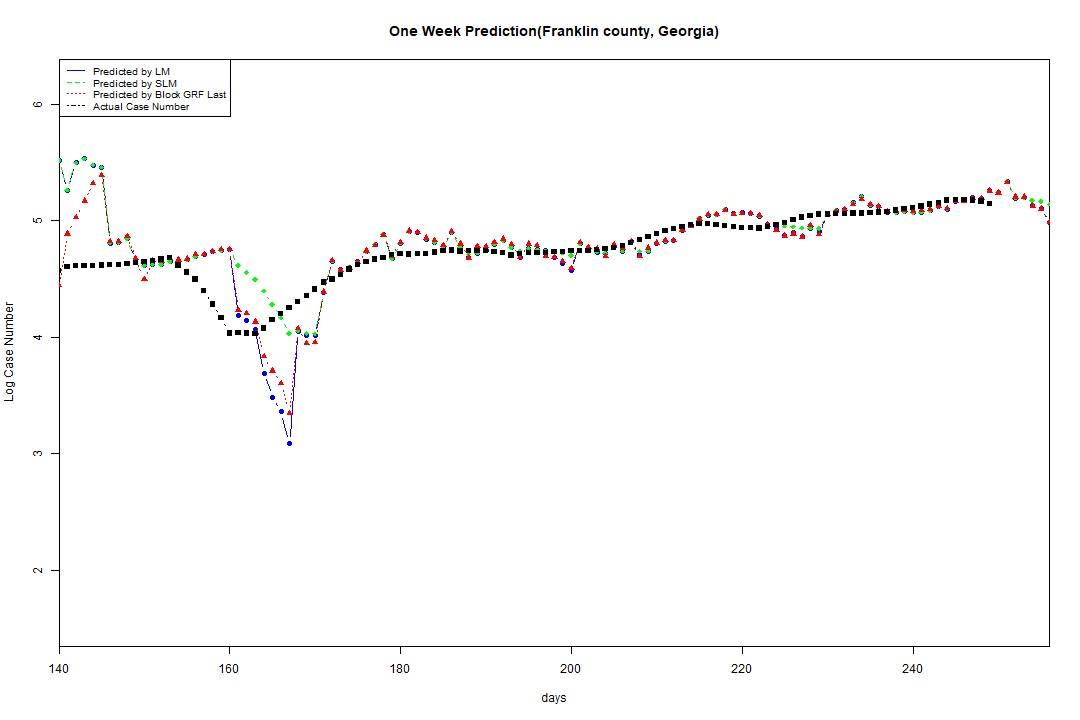 One Week Prediction(Franklin county, Georgia)
Predicted by LM
Predicted by SLM
Predicted by Block GRF Last
Actual Case Number
6
5
4
3
2
Log Case Number
140 160 180 200 220 240
days